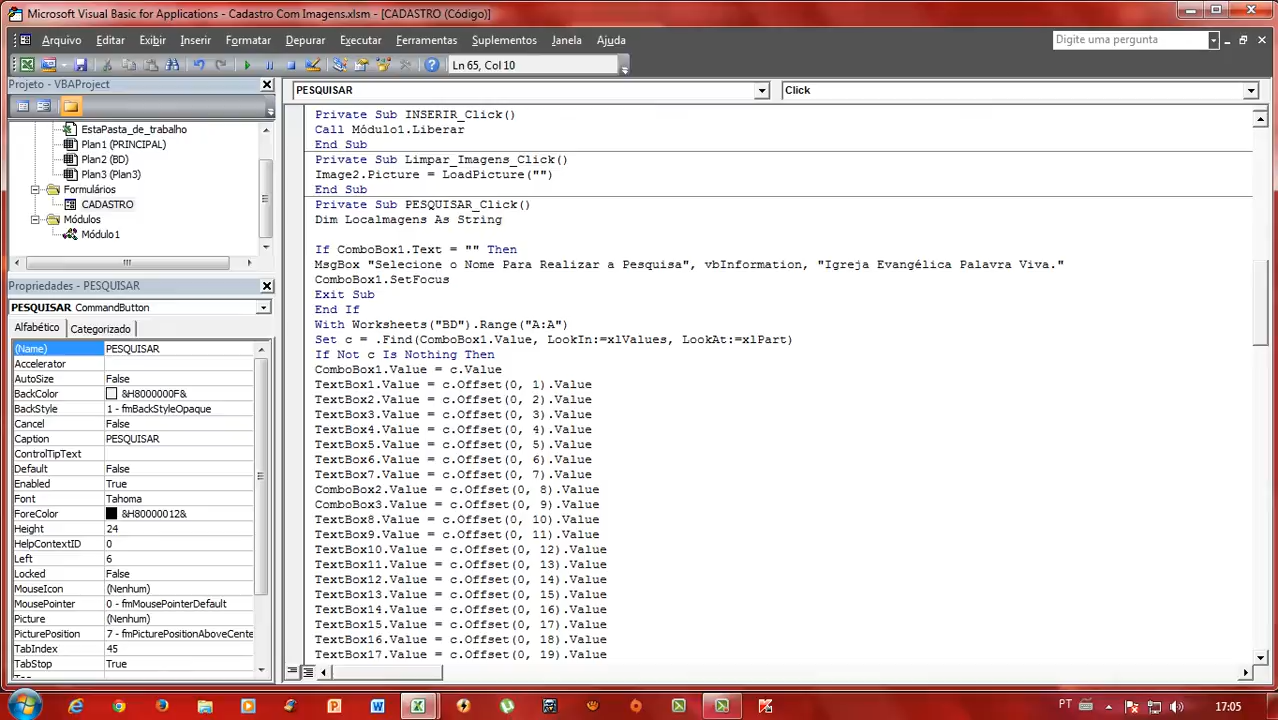 Microsoft Visual Basic for Applications - Cadastro Com Imagens.xlsm - [CADASTRO (Código)]
Arquivo Editar Exibir Inserir Formatar Depurar Executar Ferramentas Suplementos Janela Ajuda
Digite uma pergunta
Ln 65, Col 10
Projeto - VBAProject
EstaPasta_de_trabalho
Plan1 (PRINCIPAL)
Plan2 (BD)
Plan3 (Plan3)
Formulários
CADASTRO
Módulos
Módulo1
Propriedades - PESQUISAR
PESQUISAR CommandButton
Alfabético Categorizado
(Name) PESQUISAR
Accelerator
AutoSize False
BackColor &H8000000F&
BackStyle 1 - fmBackStyleOpaque
Cancel False
Caption PESQUISAR
ControlTipText
Default False
Enabled True
Font Tahoma
ForeColor &H80000012&
Height 24
HelpContextID 0
Left 6
Locked False
MouseIcon (Nenhum)
MousePointer 0 - fmMousePointerDefault
Picture (Nenhum)
PicturePosition 7 - fmPicturePositionAboveCente
TabIndex 45
TabStop True
PESQUISAR Click
Private Sub INSERIR_Click()
Call Módulo1.Liberar
End Sub
Private Sub Limpar_Imagens_Click()
Image2.Picture = LoadPicture("")
End Sub
Private Sub PESQUISAR_Click()
Dim Localmagens As String
If ComboBox1.Text = "" Then
MsgBox "Selecione o Nome Para Realizar a Pesquisa", vbInformation, "Igreja Evangélica Palavra Viva."
ComboBox1.SetFocus
Exit Sub
End If
With Worksheets("BD").Range("A:A")
Set c = .Find(ComboBox1.Value, LookIn:=xlValues, LookAt:=xlPart)
If Not c Is Nothing Then
ComboBox1.Value = c.Value
TextBox1.Value = c.Offset(0, 1).Value
TextBox2.Value = c.Offset(0, 2).Value
TextBox3.Value = c.Offset(0, 3).Value
TextBox4.Value = c.Offset(0, 4).Value
TextBox5.Value = c.Offset(0, 5).Value
TextBox6.Value = c.Offset(0, 6).Value
TextBox7.Value = c.Offset(0, 7).Value
ComboBox2.Value = c.Offset(0, 8).Value
ComboBox3.Value = c.Offset(0, 9).Value
TextBox8.Value = c.Offset(0, 10).Value
TextBox9.Value = c.Offset(0, 11).Value
TextBox10.Value = c.Offset(0, 12).Value
TextBox11.Value = c.Offset(0, 13).Value
TextBox12.Value = c.Offset(0, 14).Value
TextBox13.Value = c.Offset(0, 15).Value
TextBox14.Value = c.Offset(0, 16).Value
TextBox15.Value = c.Offset(0, 17).Value
TextBox16.Value = c.Offset(0, 18).Value
TextBox17.Value = c.Offset(0, 19).Value
PT 17:05